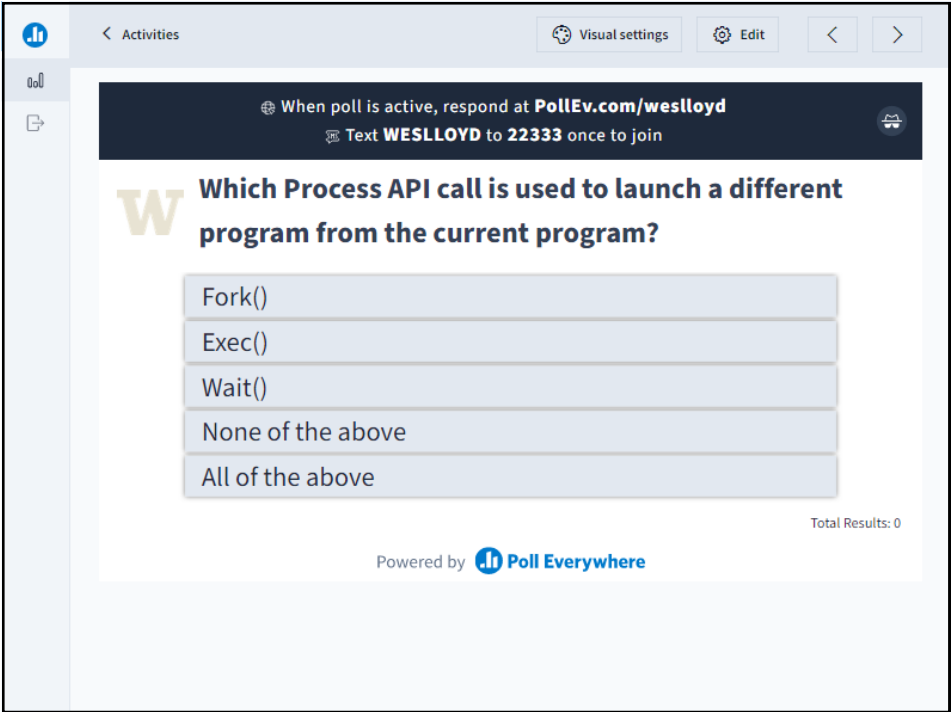 Activities
Visual settings
Edit
When poll is active, respond at PollEv.com/weslloyd
Text WESLLOYD to 22333 once to join
W
Which Process API call is used to launch a different
program from the current program?
Fork()
Exec()
Wait()
None of the above
All of the above
Total Results: 0
Powered by Poll Everywhere